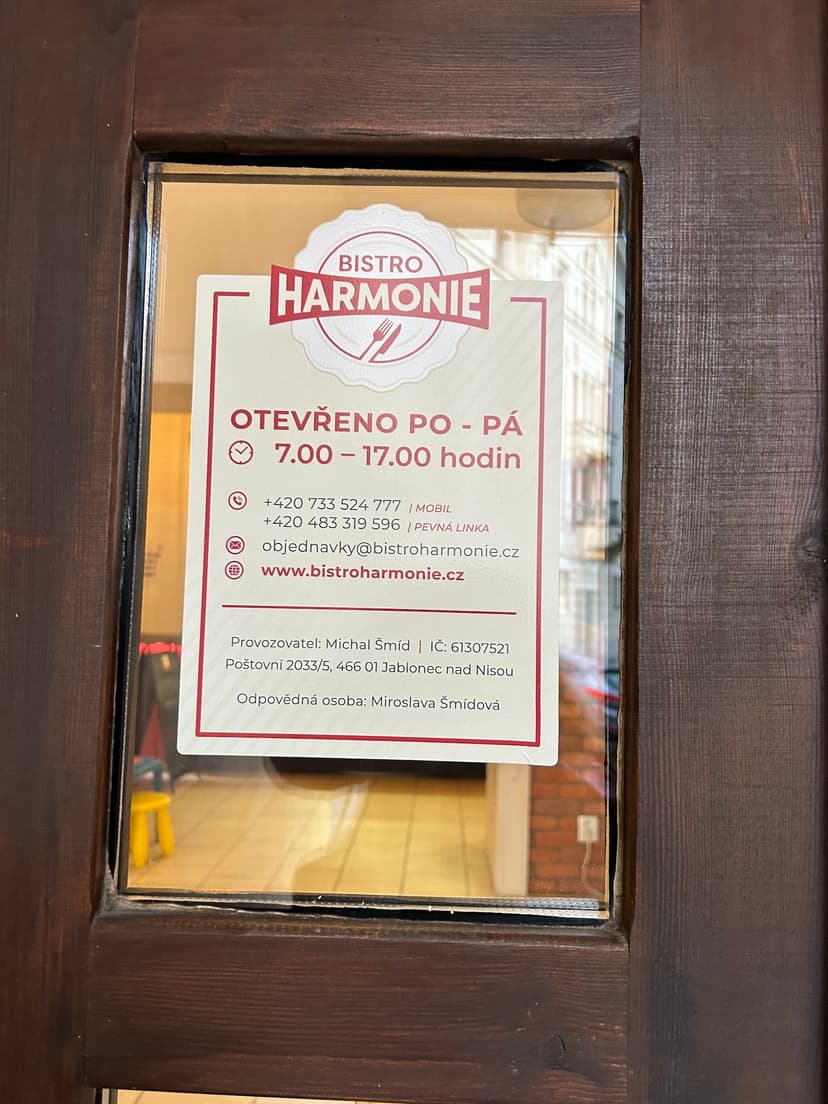 BISTRO
HARMONIE
OTEVŘENO PO - PÁ
7.00 – 17.00 hodin
+420 733 524 777 | MOBIL
+420 483 319 596 | PEVNÁ LINKA
objednavky@bistroharmonie.cz
www.bistroharmonie.cz
Provozovatel: Michal Šmíd | IČ: 61307521
Poštovní 2033/5, 466 01 Jablonec nad Nisou
Odpovědná osoba: Miroslava Šmídová